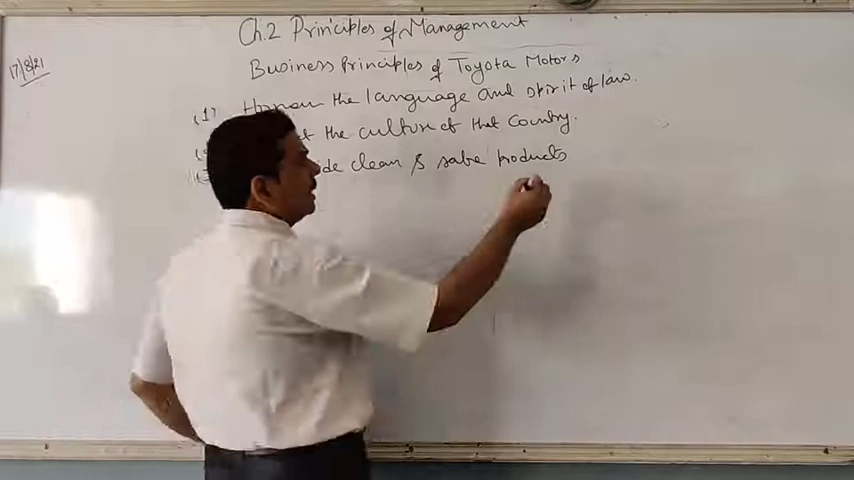 Ch.2 Principles of Management
17/8/21
Business Principles of Toyota Motors
(1) Honour the language and spirit of law.
the culture of that Country.
clean & safe products